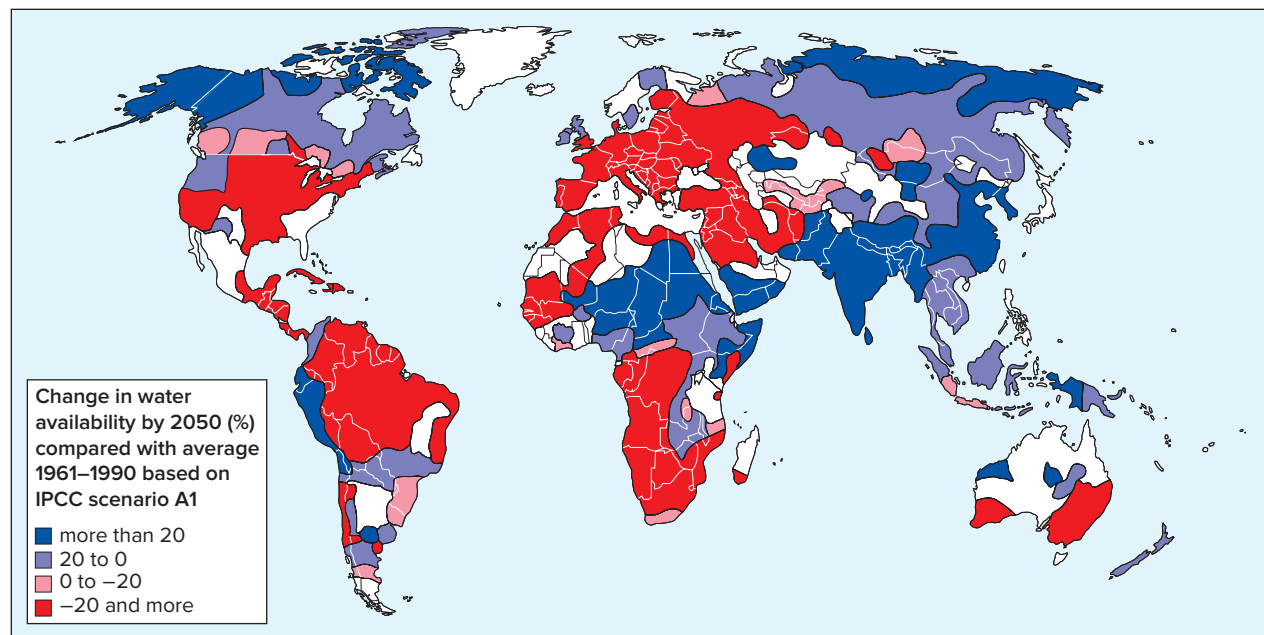 Change in water
availability by 2050 (%)
compared with average
1961–1990 based on
IPCC scenario A1
more than 20
20 to 0
0 to –20
–20 and more